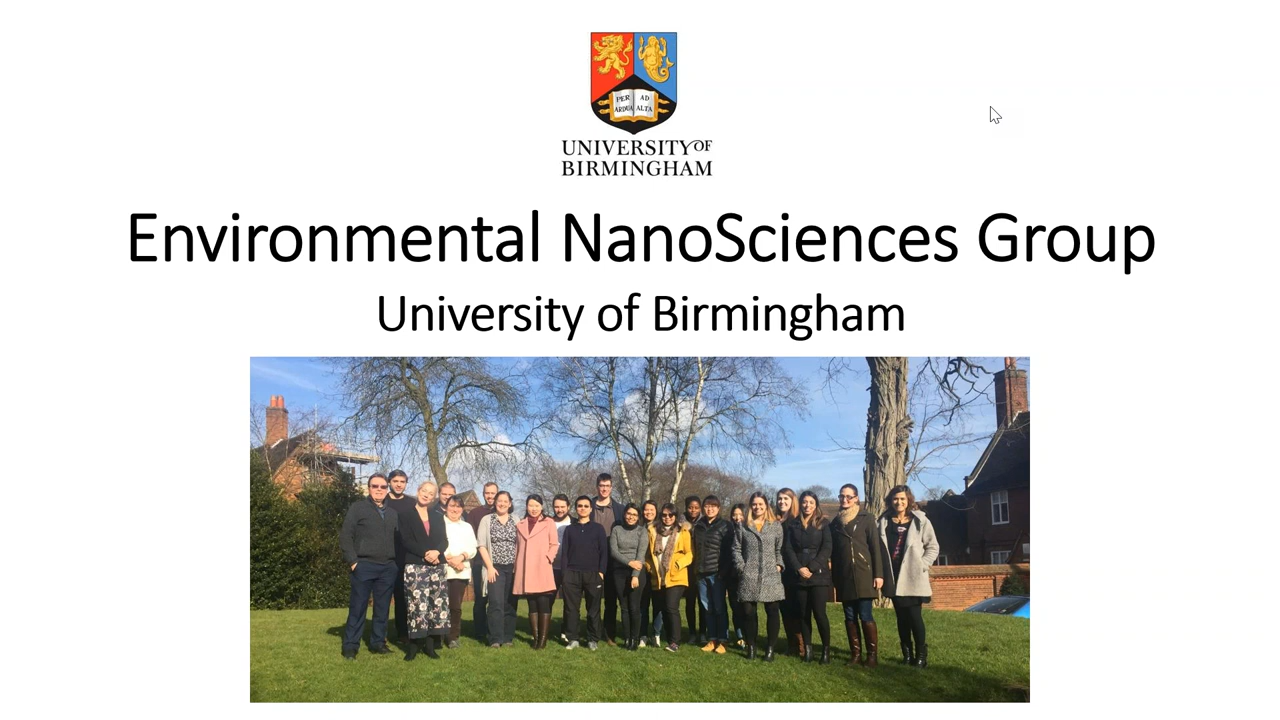 PER AD
ARDUA ALTA
UNIVERSITY OF
BIRMINGHAM
Environmental NanoSciences Group
University of Birmingham